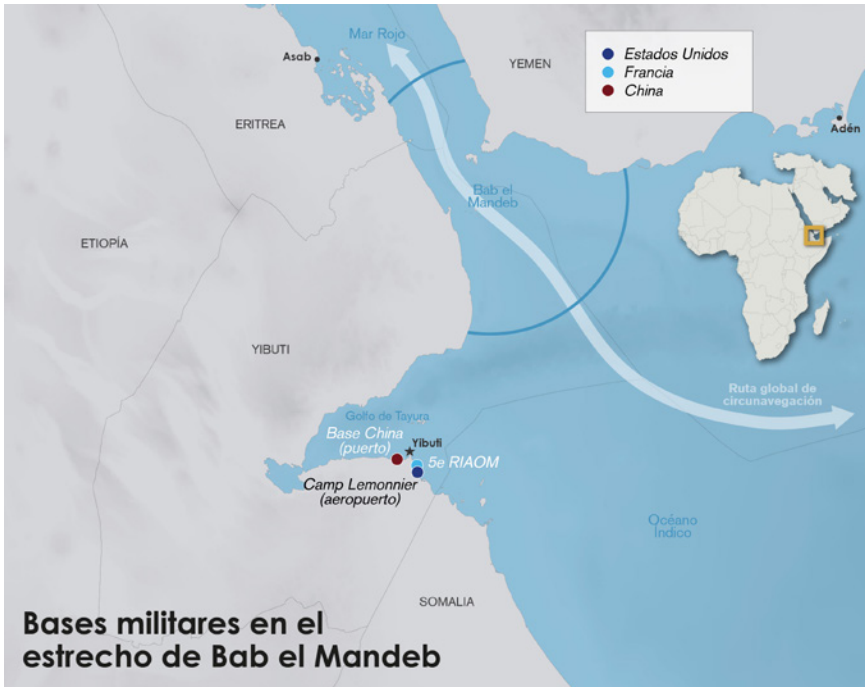 Mar Rojo
Asab
YEMEN
Estados Unidos
Francia
China
ERITREA
Adén
Bab el
Mandeb
ETIOPÍA
YIBUTI
Ruta global de
circunavegación
Golfo de Tayura
Base China
(puerto)
Yibuti
5e RIAOM
Camp Lemonnier
(aeropuerto)
Océano
Índico
SOMALIA
Bases militares en el
estrecho de Bab el Mandeb